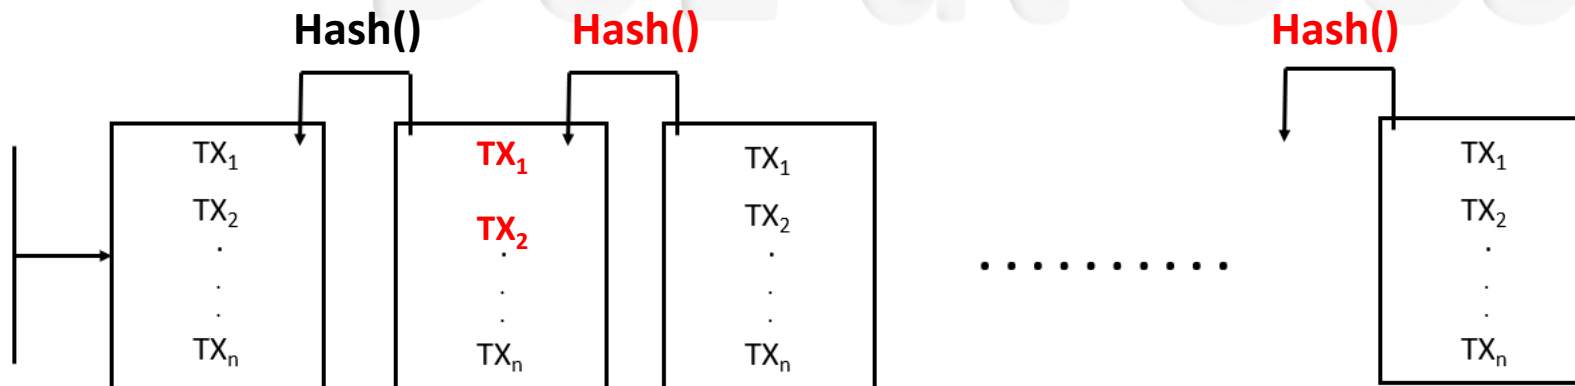 Hash() Hash() Hash()
TX₁ TX₁ TX₁ TX₁
TX₂ TX₂ TX₂ TX₂
. . . .
. . . .
. . . .
TXₙ TXₙ TXₙ TXₙ